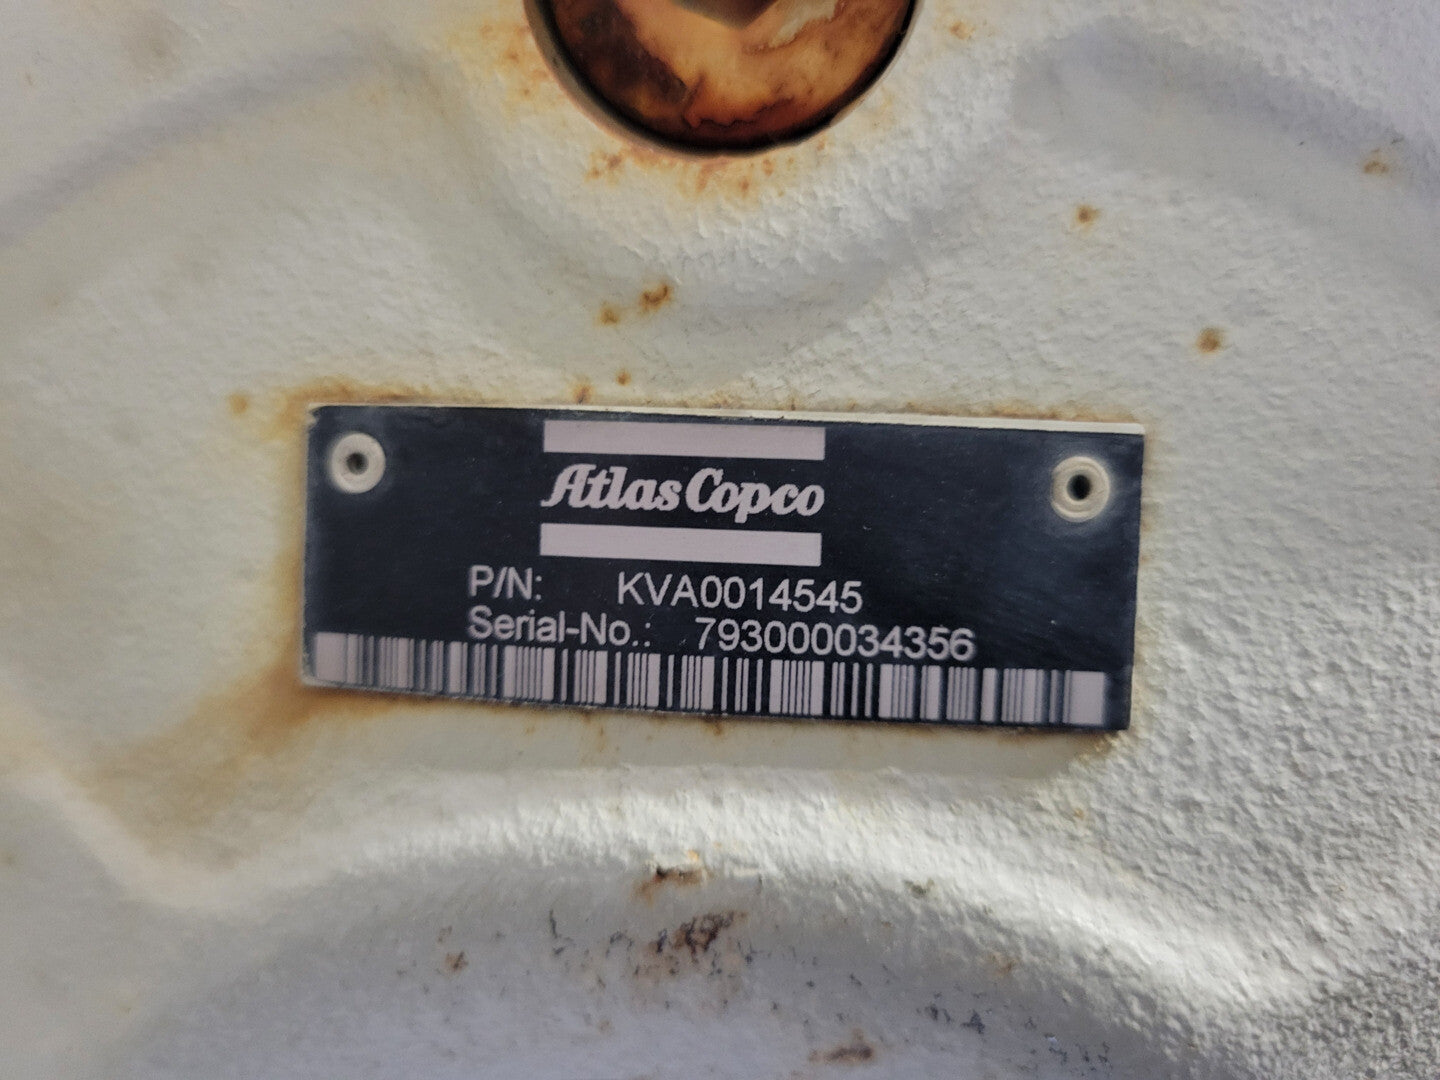 Atlas Copco
P/N: KVA0014545
Serial-No.: 793000034356